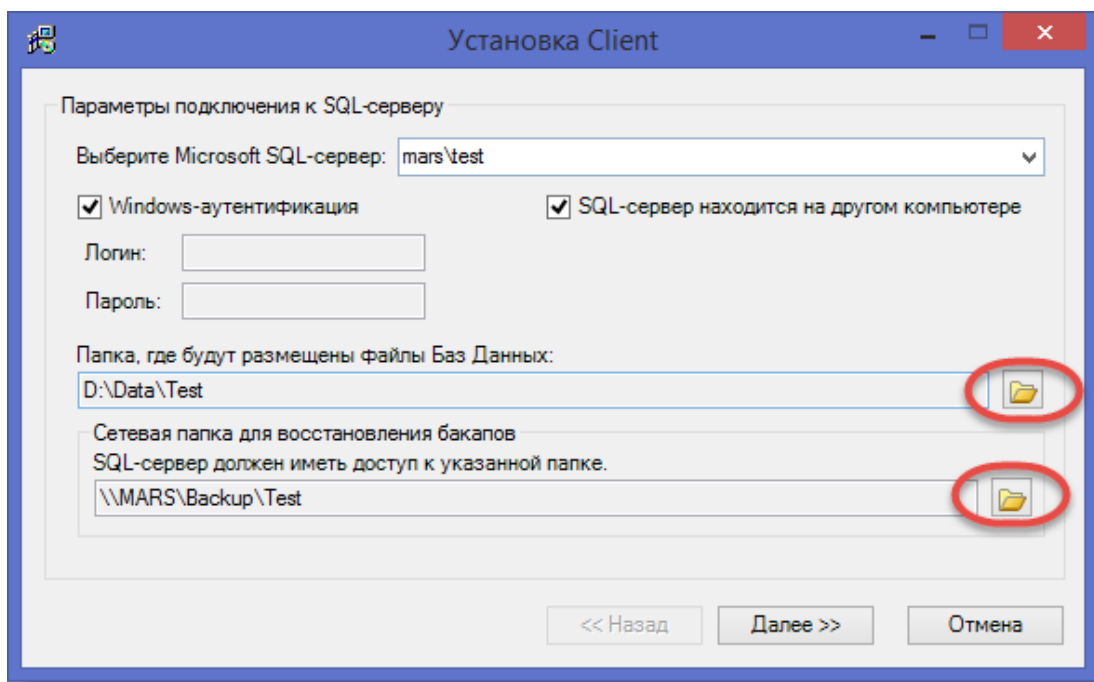 Установка Client
Параметры подключения к SQL-серверу
Выберите Microsoft SQL-сервер: mars\test
Windows-аутентификация SQL-сервер находится на другом компьютере
Логин:
Пароль:
Папка, где будут размещены файлы Баз Данных:
D:\Data\Test
Сетевая папка для восстановления бакапов
SQL-сервер должен иметь доступ к указанной папке.
\\MARS\Backup\Test
<< Назад Далее >> Отмена